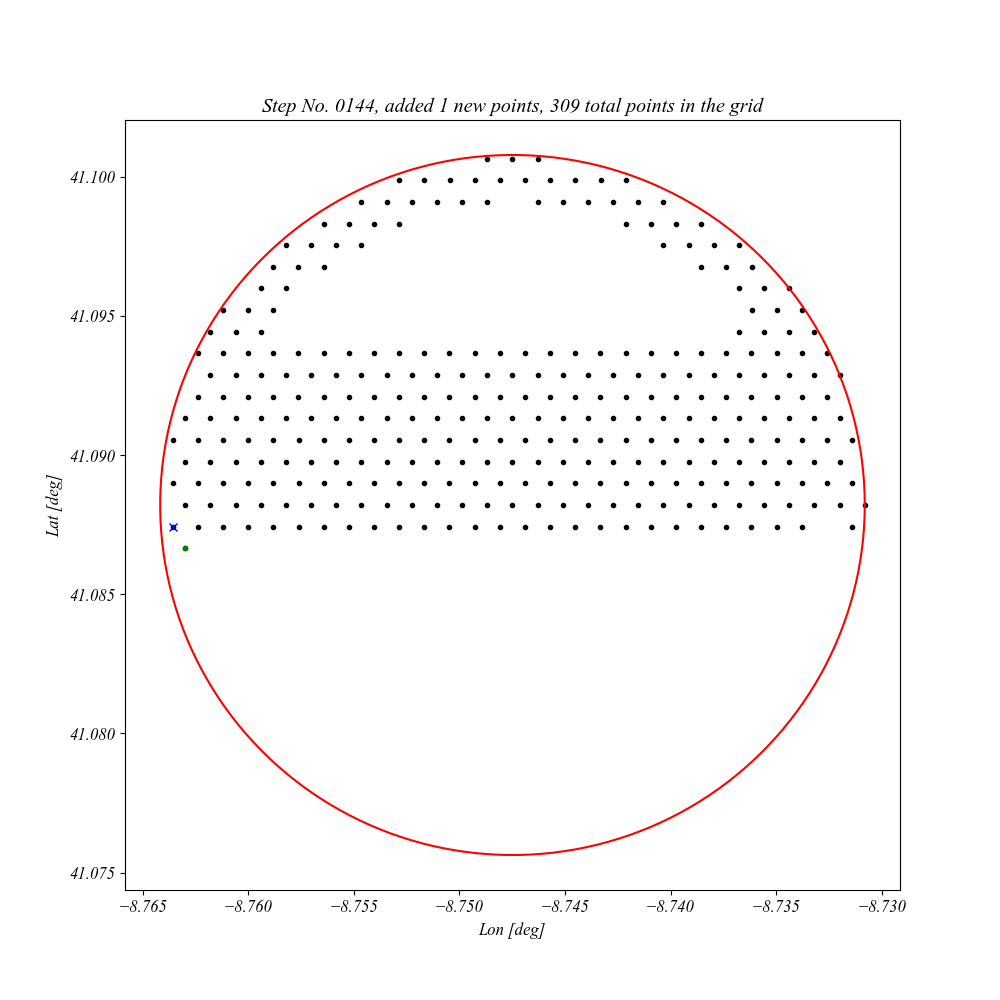 Step No. 0144, added 1 new points, 309 total points in the grid
41.100
41.095
41.090
41.085
41.080
41.075
Lat [deg]
−8.765 −8.760 −8.755 −8.750 −8.745 −8.740 −8.735 −8.730
Lon [deg]